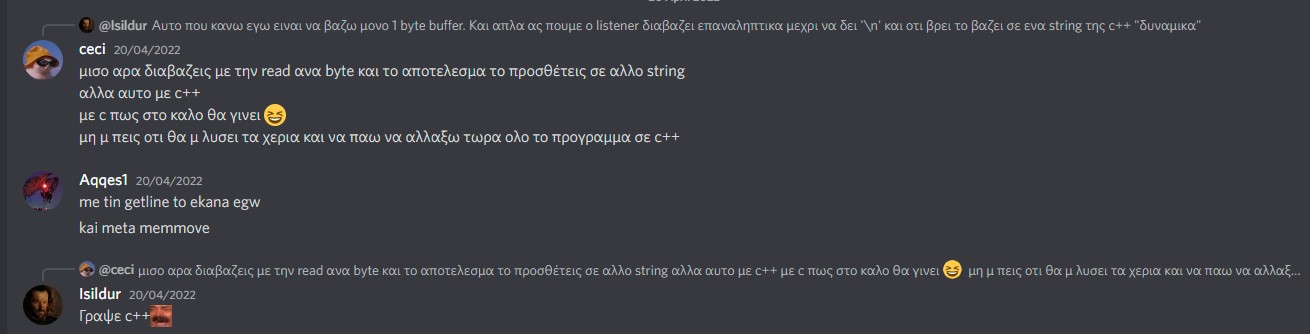 @Isildur Αυτο που κανω εγω ειναι να βαζω μονο 1 byte buffer. Και απλα ας πουμε ο listener διαβαζει επαναληπτικα μεχρι να δει '\n' και οτι βρει το βαζει σε ενα string της c++ "δυναμικα"
ceci 20/04/2022
μισο αρα διαβαζεις με την read ανα byte και το αποτελεσμα το προσθέτεις σε αλλο string
αλλα αυτο με c++
με c πως στο καλο θα γινει
μη μ πεις οτι θα μ λυσει τα χερια και να παω να αλλαξω τωρα ολο το προγραμμα σε c++
Aqqes1 20/04/2022
me tin getline to ekana egw
kai meta memmove
@ceci μισο αρα διαβαζεις με την read ανα byte και το αποτελεσμα το προσθέτεις σε αλλο string αλλα αυτο με c++ με c πως στο καλο θα γινει μη μ πεις οτι θα μ λυσει τα χερια και να παω να αλλαξ...
Isildur 20/04/2022
Γραψε c++